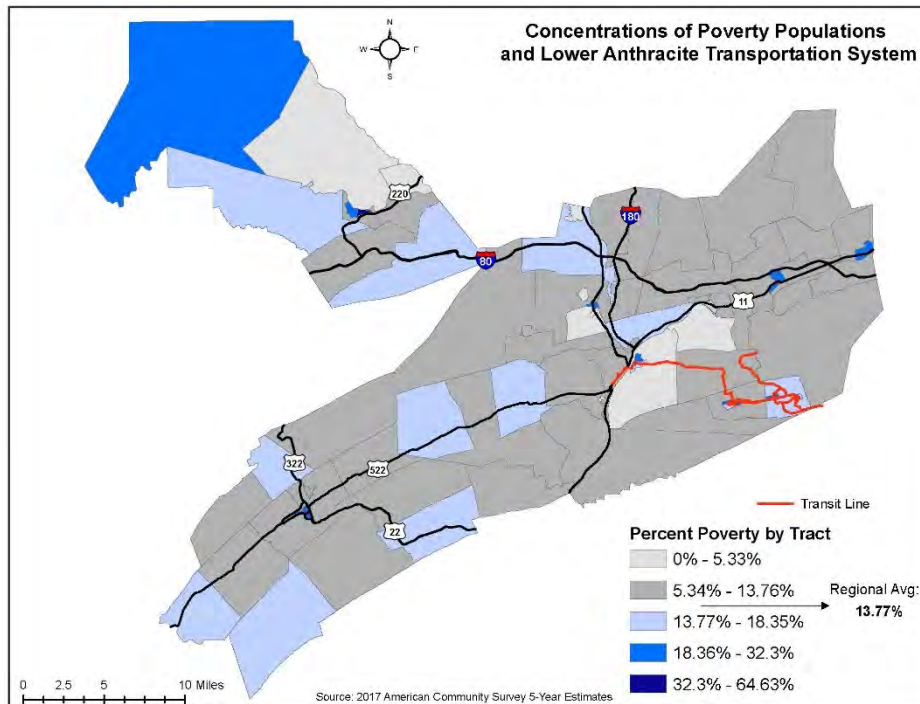 Concentrations of Poverty Populations
and Lower Anthracite Transportation System
N
W
E
S
220
180
80
11
322
522
22
Transit Line
Percent Poverty by Tract
0% - 5.33%
5.34% - 13.76%
Regional Avg:
13.77%
13.77% - 18.35%
18.36% - 32.3%
32.3% - 64.63%
0 2.5 5 10 Miles
Source: 2017 American Community Survey 5-Year Estimates